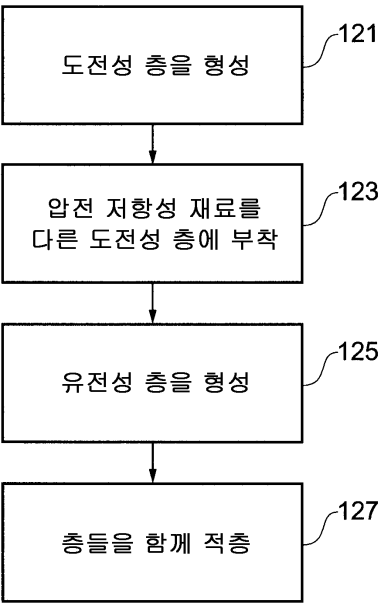 도전성 층을 형성
121
압전 저항성 재료를
다른 도전성 층에 부착
123
유전성 층을 형성
125
층들을 함께 적층
127